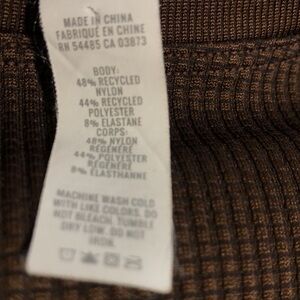 MADE IN CHINA
FABRIQUÉ EN CHINE
RN 54485 CA 03873
BODY:
48% RECYCLED
NYLON
44% RECYCLED
POLYESTER
8% ELASTANE
CORPS:
48% NYLON
RÉGÉNÉRÉ
44% POLYESTER
RÉGÉNÉRÉ
8% ÉLASTHANNE
MACHINE WASH COLD
WITH LIKE COLORS. DO
NOT BLEACH. TUMBLE
DRY LOW. DO NOT
IRON.